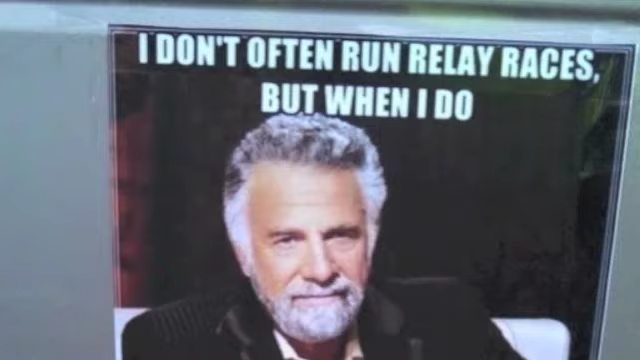 I DON'T OFTEN RUN RELAY RACES,
BUT WHEN I DO